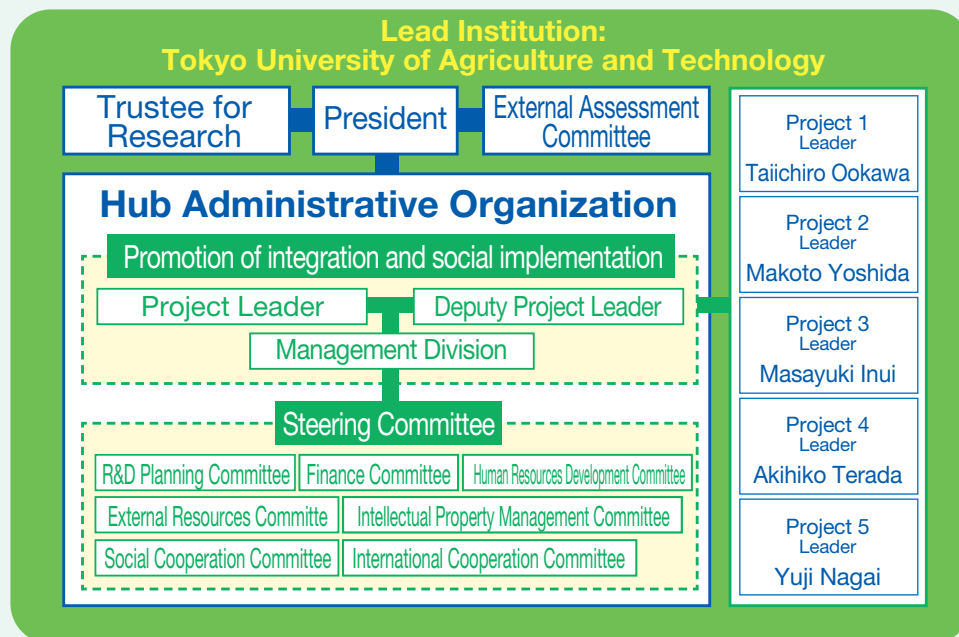 Lead Institution:
Tokyo University of Agriculture and Technology
Trustee for
Research
President
External Assessment
Committee
Hub Administrative Organization
Promotion of integration and social implementation
Project Leader
Deputy Project Leader
Management Division
Steering Committee
R&D Planning Committee
Finance Committee
Human Resources Development Committee
External Resources Committe
Intellectual Property Management Committee
Social Cooperation Committee
International Cooperation Committee
Project 1
Leader
Taiichiro Ookawa
Project 2
Leader
Makoto Yoshida
Project 3
Leader
Masayuki Inui
Project 4
Leader
Akihiko Terada
Project 5
Leader
Yuji Nagai